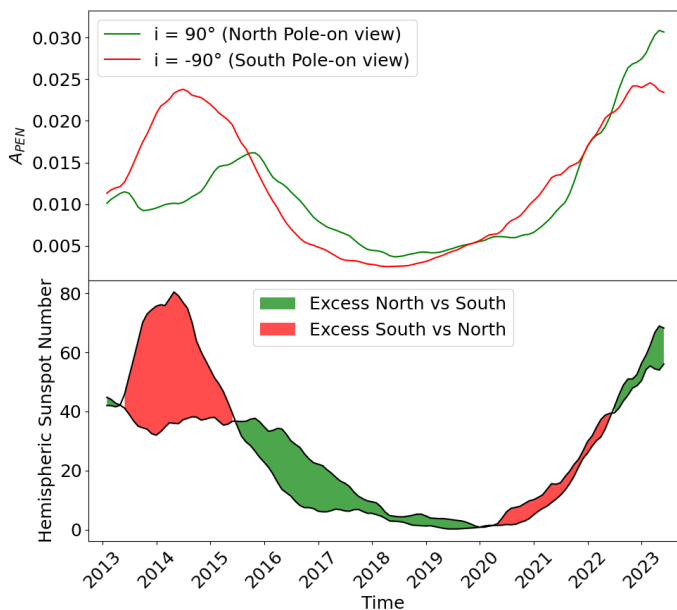 i = 90° (North Pole-on view)
i = -90° (South Pole-on view)
A_PEN
0.030
0.025
0.020
0.015
0.010
0.005
Excess North vs South
Excess South vs North
Hemispheric Sunspot Number
80
60
40
20
0
2013 2014 2015 2016 2017 2018 2019 2020 2021 2022 2023
Time